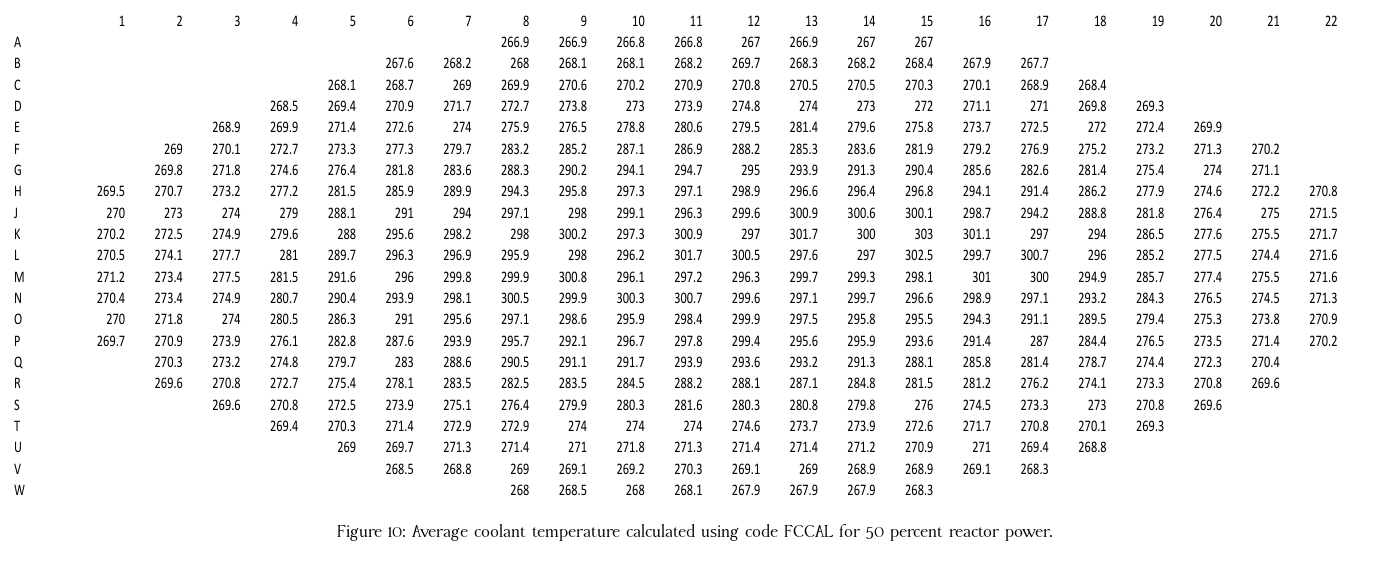 1 2 3 4 5 6 7 8 9 10 11 12 13 14 15 16 17 18 19 20 21 22
A 266.9 266.9 266.8 266.8 267 266.9 267 267
B 267.6 268.2 268 268.1 268.1 268.2 269.7 268.3 268.2 268.4 267.9 267.7
C 268.1 268.7 269 269.9 270.6 270.2 270.9 270.8 270.5 270.5 270.3 270.1 268.9 268.4
D 268.5 269.4 270.9 271.7 272.7 273.8 273 273.9 274.8 274 273 272 271.1 271 269.8 269.3
E 268.9 269.9 271.4 272.6 274 275.9 276.5 278.8 280.6 279.5 281.4 279.6 275.8 273.7 272.5 272 272.4 269.9
F 269 270.1 272.7 273.3 277.3 279.7 283.2 285.2 287.1 286.9 288.2 285.3 283.6 281.9 279.2 276.9 275.2 273.2 271.3 270.2
G 269.8 271.8 274.6 276.4 281.8 283.6 288.3 290.2 294.1 294.7 295 293.9 291.3 290.4 285.6 282.6 281.4 275.4 274 271.1
H 269.5 270.7 273.2 277.2 281.5 285.9 289.9 294.3 295.8 297.3 297.1 298.9 296.6 296.4 296.8 294.1 291.4 286.2 277.9 274.6 272.2 270.8
J 270 273 274 279 288.1 291 294 297.1 298 299.1 296.3 299.6 300.9 300.6 300.1 298.7 294.2 288.8 281.8 276.4 275 271.5
K 270.2 272.5 274.9 279.6 288 295.6 298.2 298 300.2 297.3 300.9 297 301.7 300 303 301.1 297 294 286.5 277.6 275.5 271.7
L 270.5 274.1 277.7 281 289.7 296.3 296.9 295.9 298 296.2 301.7 300.5 297.6 297 302.5 299.7 300.7 296 285.2 277.5 274.4 271.6
M 271.2 273.4 277.5 281.5 291.6 296 299.8 299.9 300.8 296.1 297.2 296.3 299.7 299.3 298.1 301 300 294.9 285.7 277.4 275.5 271.6
N 270.4 273.4 274.9 280.7 290.4 293.9 298.1 300.5 299.9 300.3 300.7 299.6 297.1 299.7 296.6 298.9 297.1 293.2 284.3 276.5 274.5 271.3
O 270 271.8 274 280.5 286.3 291 295.6 297.1 298.6 295.9 298.4 299.9 297.5 295.8 295.5 294.3 291.1 289.5 279.4 275.3 273.8 270.9
P 269.7 270.9 273.9 276.1 282.8 287.6 293.9 295.7 292.1 296.7 297.8 299.4 295.6 295.9 293.6 291.4 287 284.4 276.5 273.5 271.4 270.2
Q 270.3 273.2 274.8 279.7 283 288.6 290.5 291.1 291.7 293.9 293.6 293.2 291.3 288.1 285.8 281.4 278.7 274.4 272.3 270.4
R 269.6 270.8 272.7 275.4 278.1 283.5 282.5 283.5 284.5 288.2 288.1 287.1 284.8 281.5 281.2 276.2 274.1 273.3 270.8 269.6
S 269.6 270.8 272.5 273.9 275.1 276.4 279.9 280.3 281.6 280.3 280.8 279.8 276 274.5 273.3 273 270.8 269.6
T 269.4 270.3 271.4 272.9 272.9 274 274 274 274.6 273.7 273.9 272.6 271.7 270.8 270.1 269.3
U 269 269.7 271.3 271.4 271 271.8 271.3 271.4 271.4 271.2 270.9 271 269.4 268.8
V 268.5 268.8 269 269.1 269.2 270.3 269.1 269 268.9 268.9 269.1 268.3
W 268 268.5 268 268.1 267.9 267.9 267.9 268.3
Figure 10: Average coolant temperature calculated using code FCCAL for 50 percent reactor power.